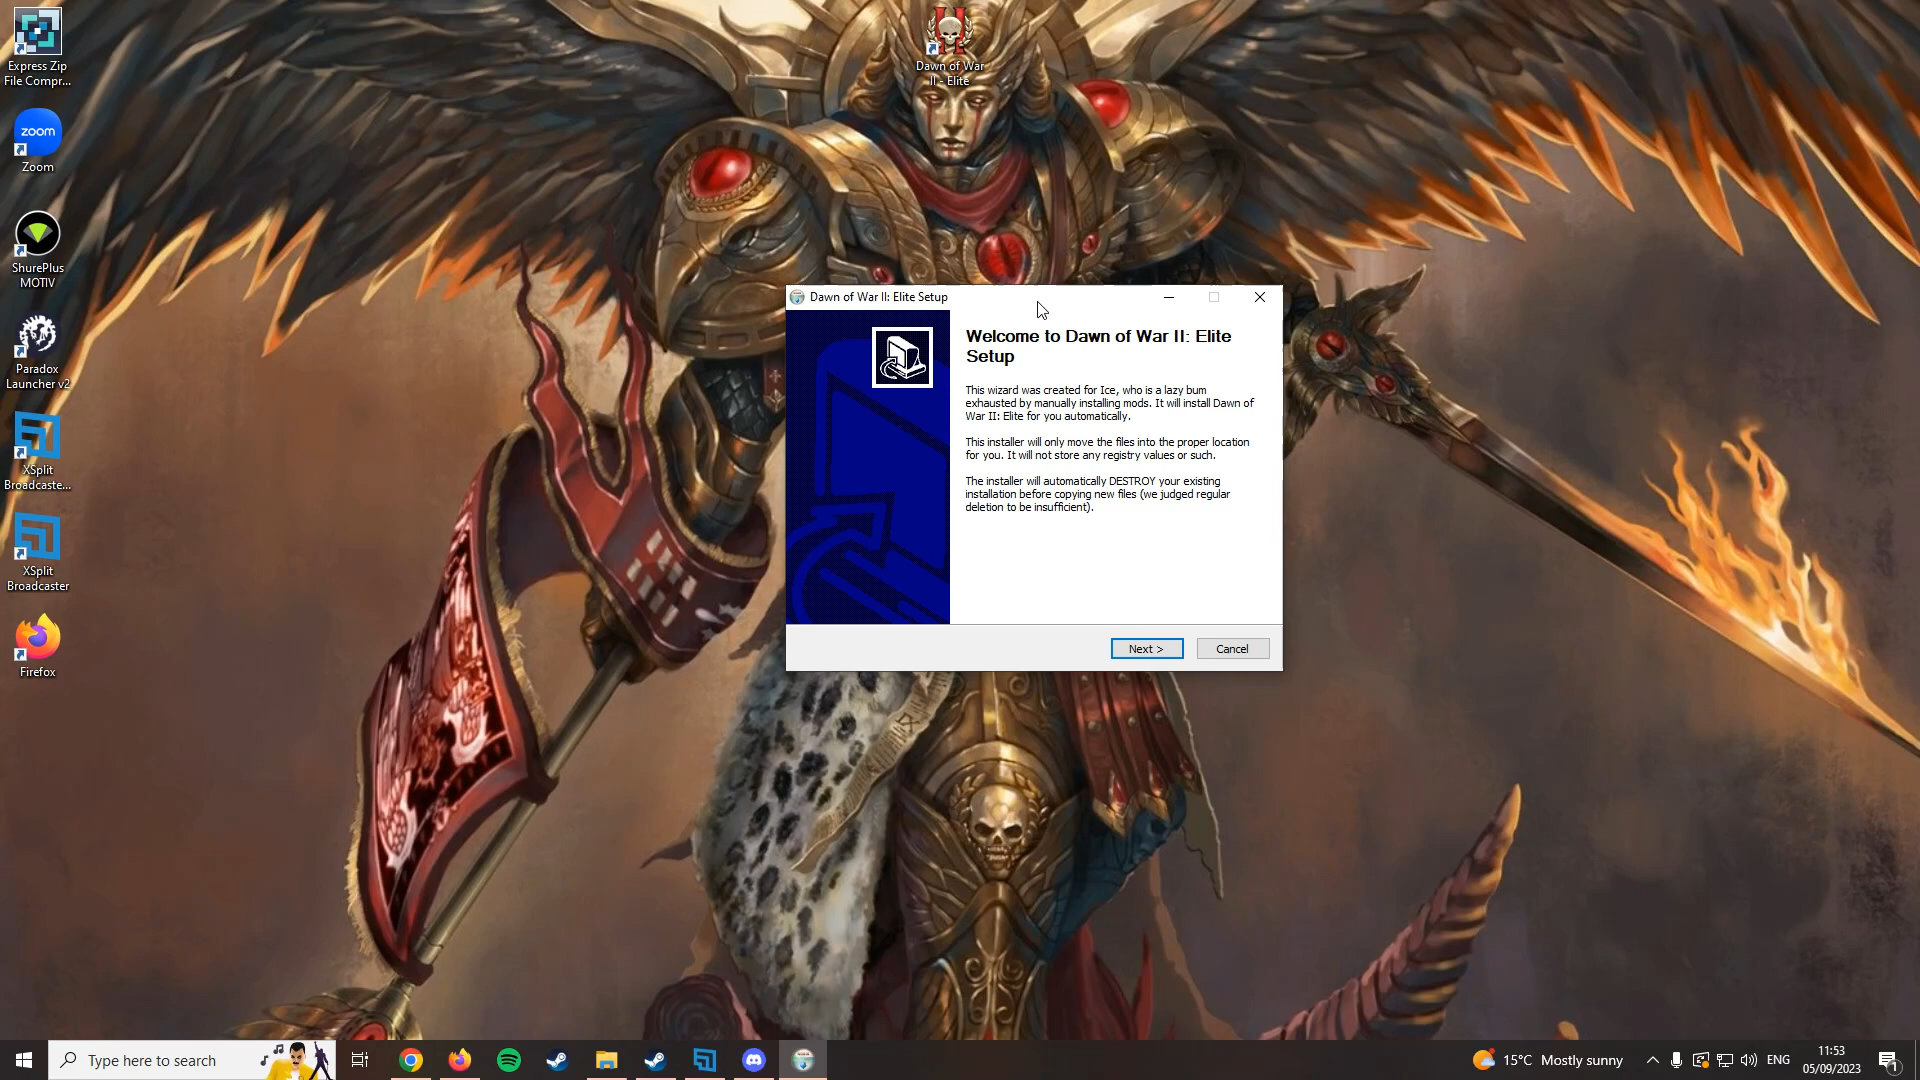 Express Zip
File Compr...
zoom
Zoom
SharePlus
MOTIV
Paradox
Launcher v2
XSplit
Broadcaste...
XSplit
Broadcaster
Firefox
Dawn of War
II - Elite
Dawn of War II: Elite Setup
Welcome to Dawn of War II: Elite
Setup
This wizard was created for Ice, who is a lazy bum
exhausted by manually installing mods. It will install Dawn of
War II: Elite for you automatically.
This installer will only move the files into the proper location
for you. It will not store any registry values or such.
The installer will automatically DESTROY your existing
installation before copying new files (we judged regular
deletion to be insufficient).
Next >
Cancel
Type here to search
15°C Mostly sunny
ENG
11:53
05/09/2023
1